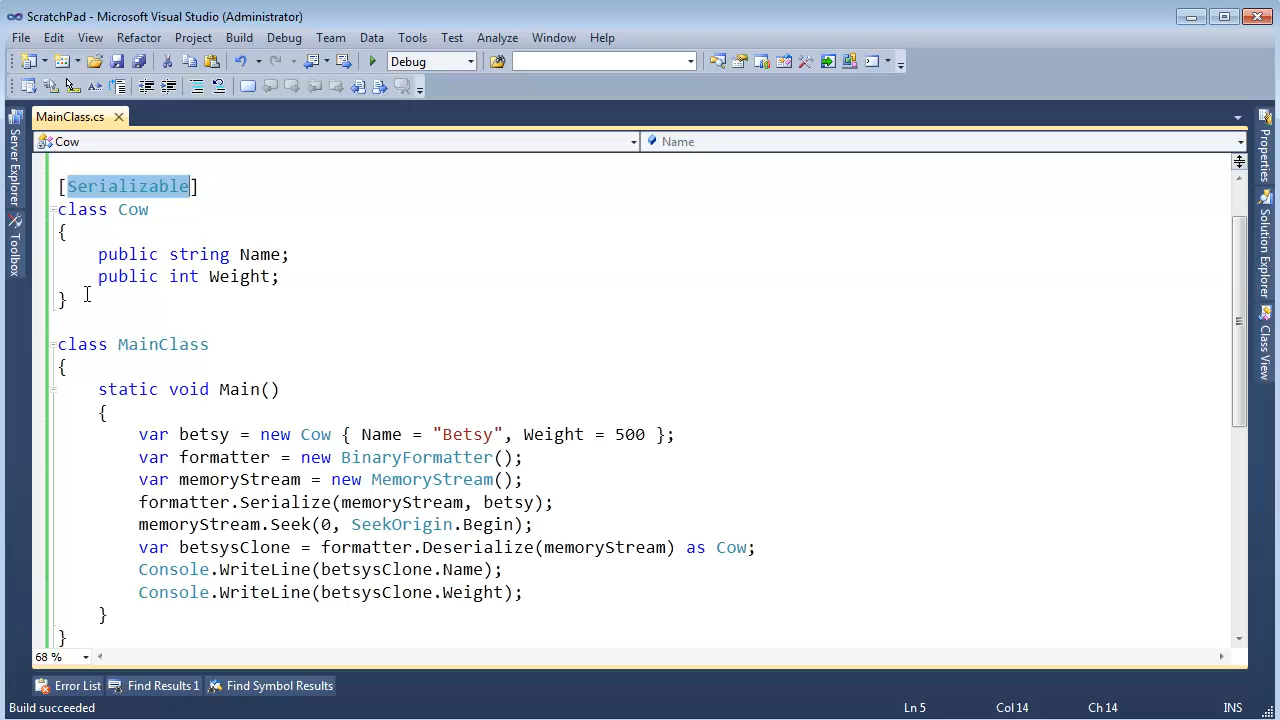 ScratchPad - Microsoft Visual Studio (Administrator)
File Edit View Refactor Project Build Debug Team Data Tools Test Analyze Window Help
Debug
MainClass.cs
Cow Name
Server Explorer
Toolbox
Properties
Solution Explorer
Class View
[Serializable]
class Cow
{
public string Name;
public int Weight;
}
class MainClass
{
static void Main()
{
var betsy = new Cow { Name = "Betsy", Weight = 500 };
var formatter = new BinaryFormatter();
var memoryStream = new MemoryStream();
formatter.Serialize(memoryStream, betsy);
memoryStream.Seek(0, SeekOrigin.Begin);
var betsysClone = formatter.Deserialize(memoryStream) as Cow;
Console.WriteLine(betsysClone.Name);
Console.WriteLine(betsysClone.Weight);
}
}
68 %
Error List Find Results 1 Find Symbol Results
Build succeeded Ln 5 Col 14 Ch 14 INS